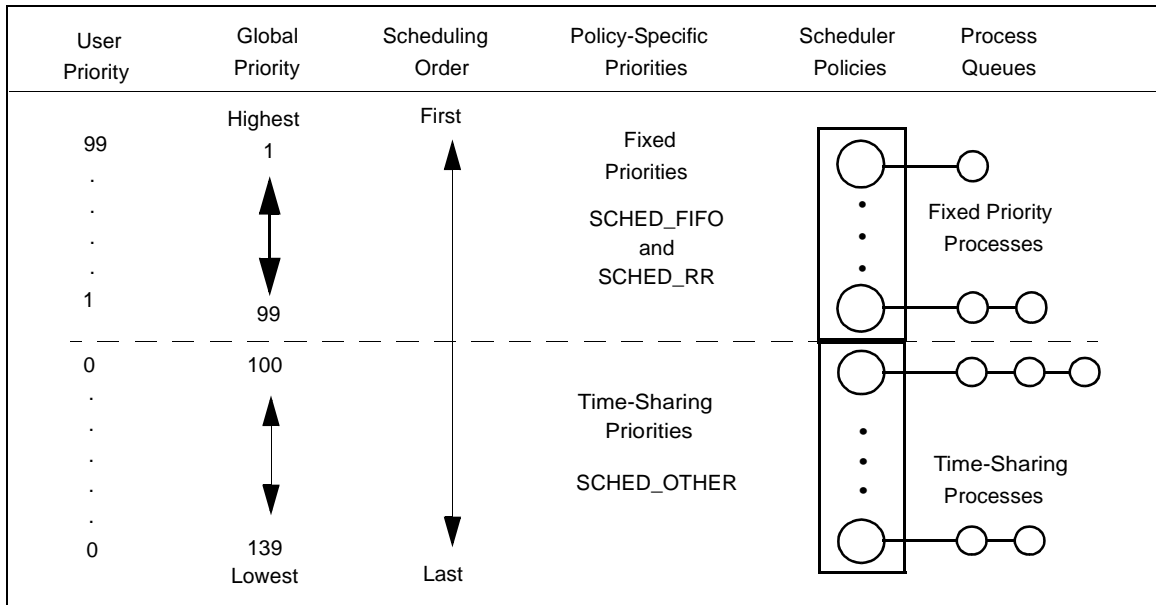 User Priority
Global Priority
Scheduling Order
Policy-Specific Priorities
Scheduler Policies
Process Queues
Highest
First
99
1
Fixed
Priorities
SCHED_FIFO
and
SCHED_RR
Fixed Priority
Processes
1
99
0
100
Time-Sharing
Priorities
SCHED_OTHER
Time-Sharing
Processes
0
139
Lowest
Last